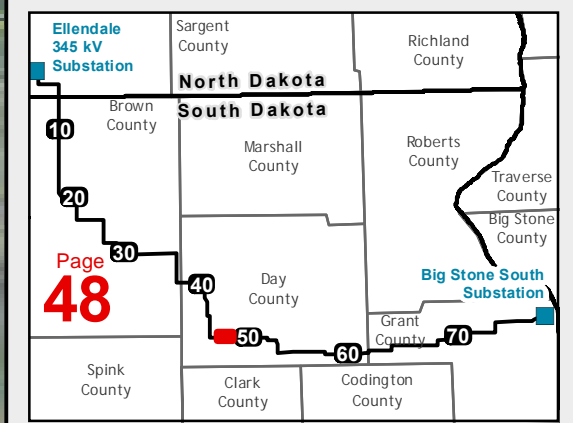 Ellendale
345 kV
Substation
Sargent
County
Richland
County
North Dakota
South Dakota
Brown
County
10
Marshall
County
Roberts
County
Traverse
County
20
Big Stone
County
30
Page
48
40
Day
County
Big Stone South
Substation
50
Grant
County
70
60
Spink
County
Clark
County
Codington
County